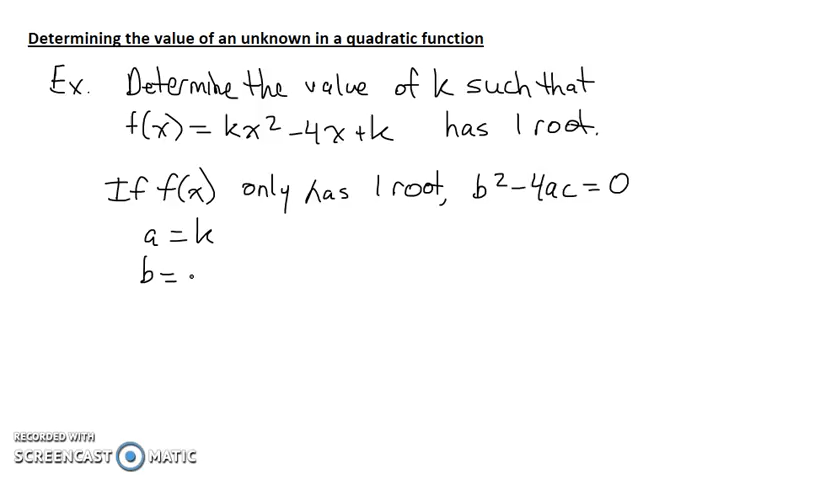 Determining the value of an unknown in a quadratic function
Ex. Determine the value of k such that
f(x) = kx² - 4x + k has 1 root.
If f(x) only has 1 root, b² - 4ac = 0
a = k
b = .
RECORDED WITH
SCREENCAST MATIC